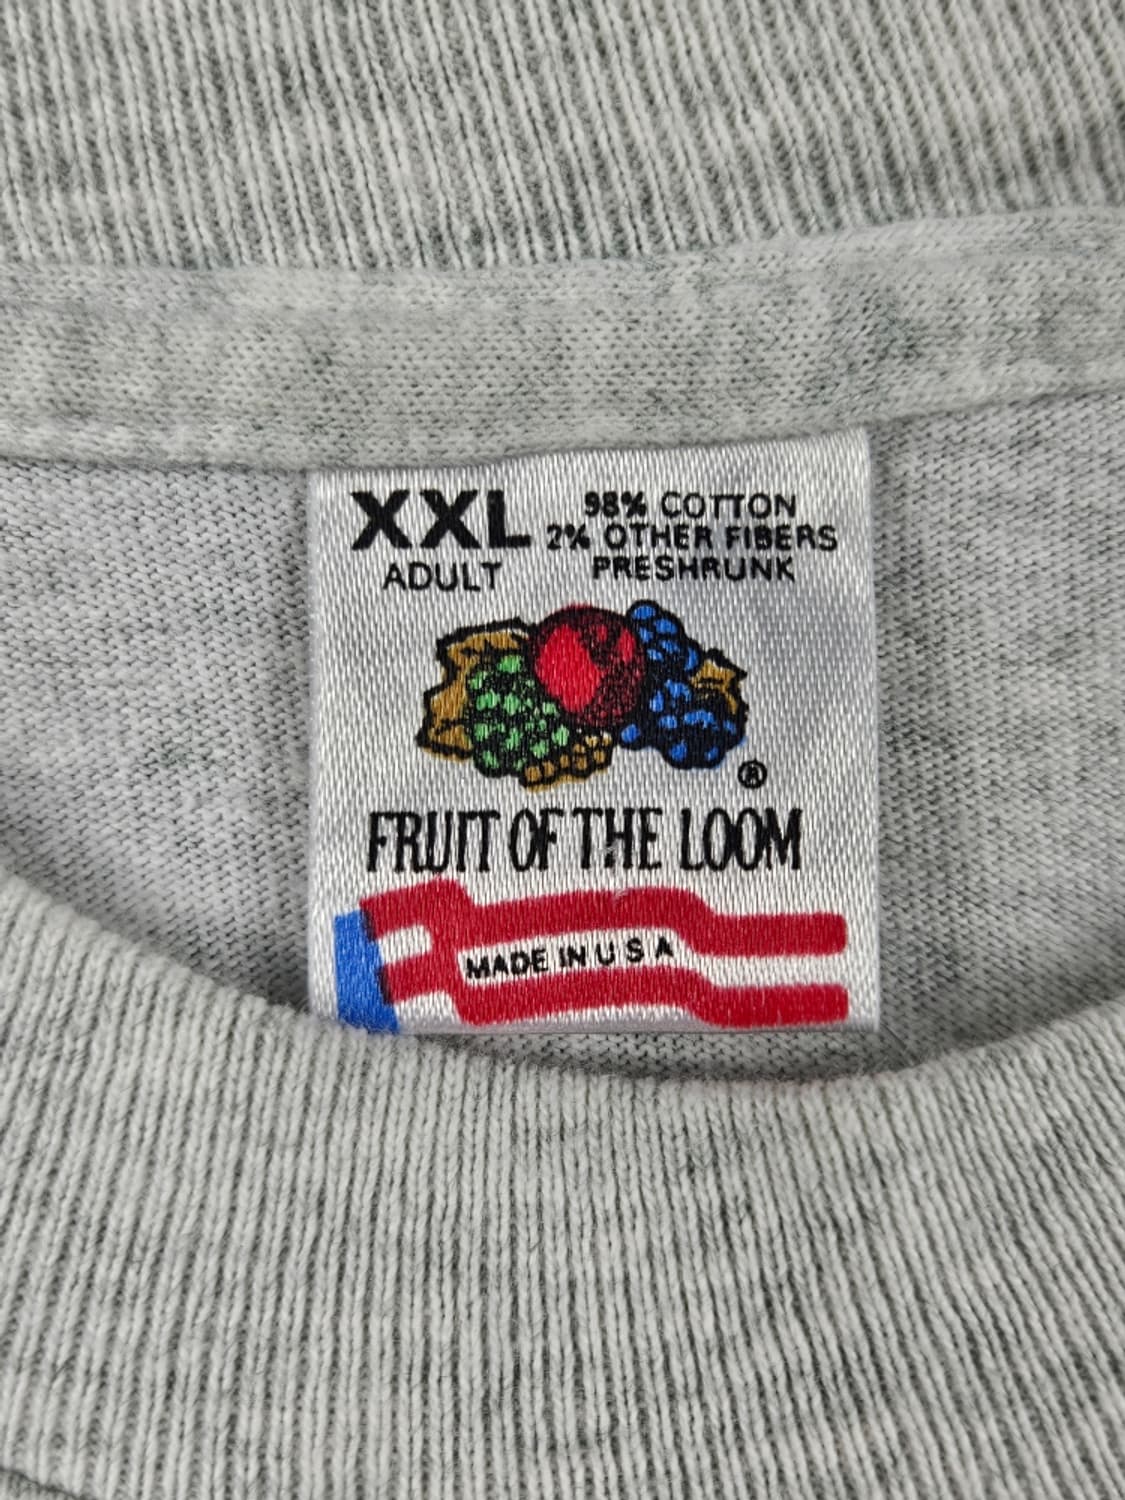 XXL
ADULT
98% COTTON
2% OTHER FIBERS
PRESHRUNK
®
FRUIT OF THE LOOM
MADE IN U S A